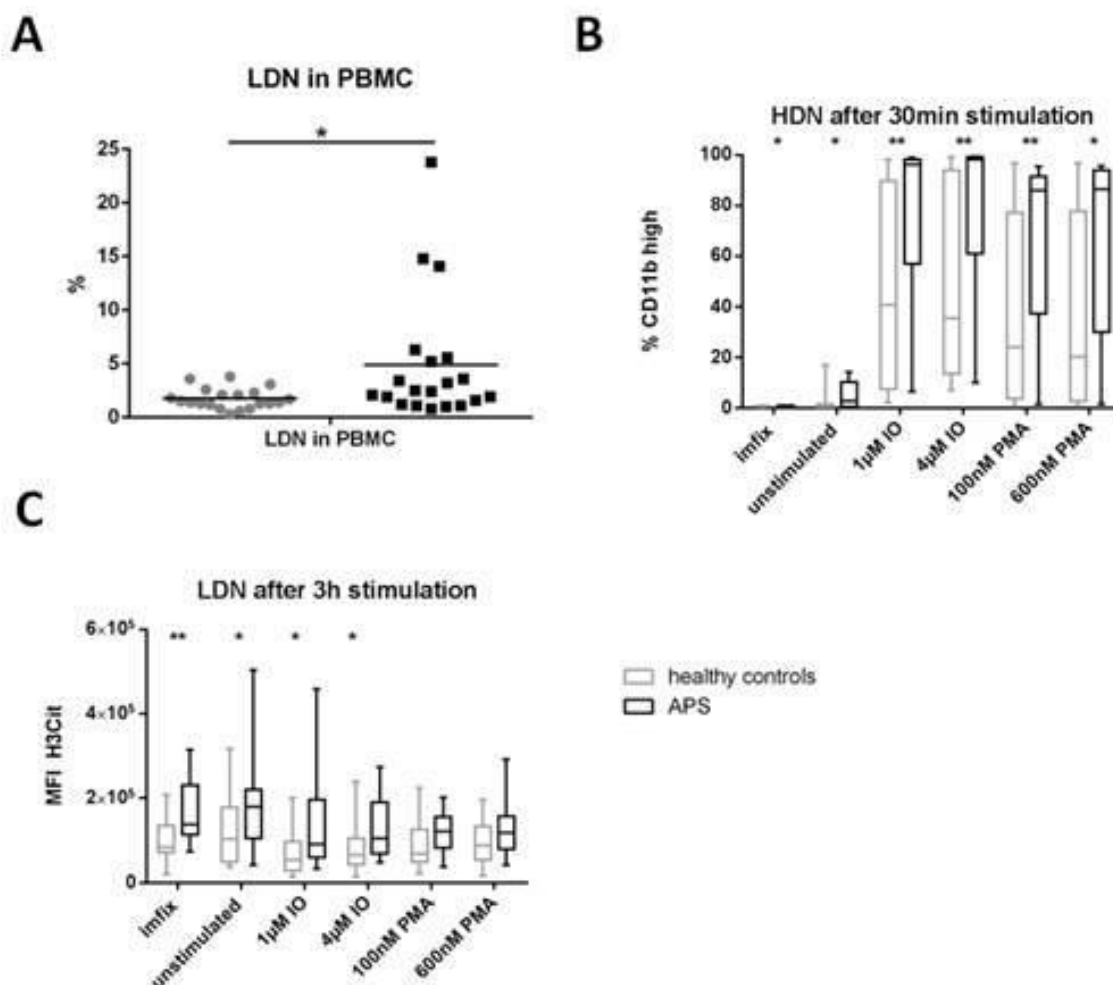 A
LDN in PBMC
*
25
20
15
10
5
0
%
LDN in PBMC
B
HDN after 30min stimulation
* * ** ** ** *
100
80
60
40
20
0
% CD11b high
imfix
unstimulated
1µM IO
4µM IO
100nM PMA
600nM PMA
C
LDN after 3h stimulation
** * * *
6×10⁵
4×10⁵
2×10⁵
0
MFI H3Cit
imfix
unstimulated
1µM IO
4µM IO
100nM PMA
600nM PMA
healthy controls
APS